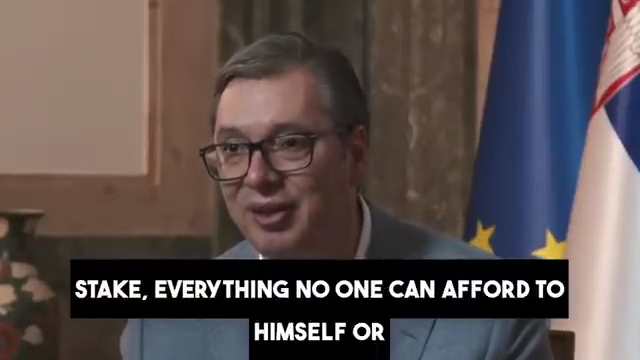 STAKE, EVERYTHING NO ONE CAN AFFORD TO
HIMSELF OR